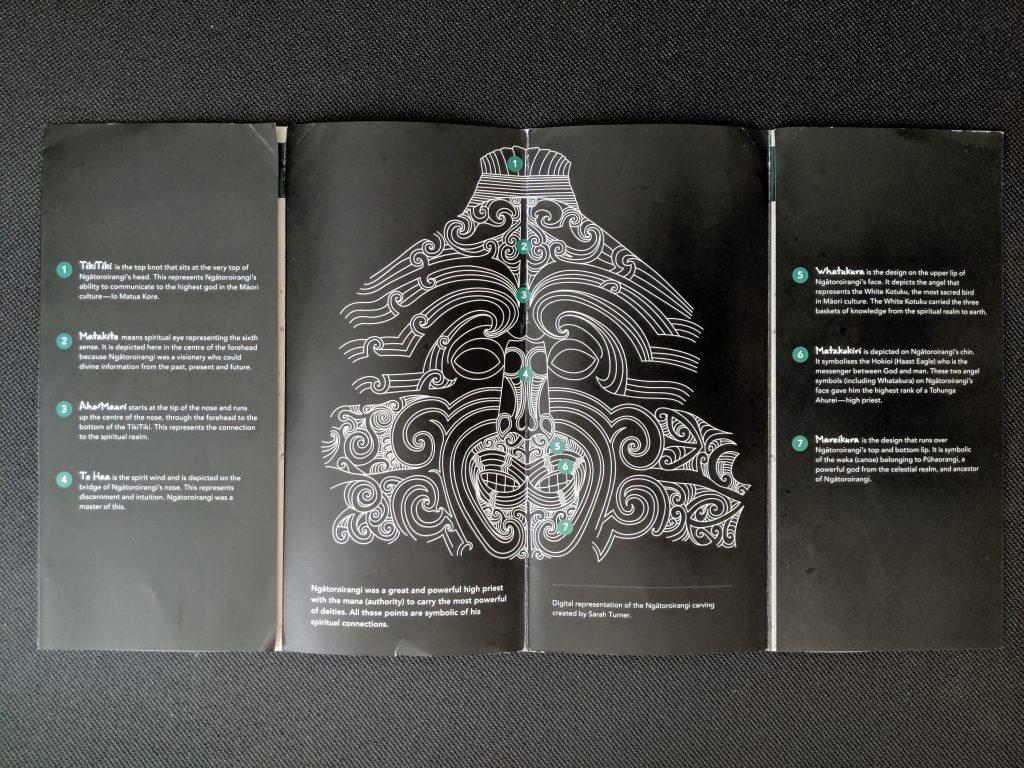 1 TikiTiki is the top knot that sits at the very top of
Ngātoroirangi's head. This represents Ngātoroirangi's
ability to communicate to the highest god in the Māori
culture—Io Matua Kore.
2 Matakite means spiritual eye representing the sixth
sense. It is depicted here in the centre of the forehead
because Ngātoroirangi was a visionary who could
divine information from the past, present and future.
3 Aho/Mauri starts at the tip of the nose and runs
up the centre of the nose, through the forehead to the
bottom of the TikiTiki. This represents the connection
to the spiritual realm.
4 Te Haa is the spirit wind and is depicted on the
bridge of Ngātoroirangi's nose. This represents
discernment and intuition. Ngātoroirangi was a
master of this.
1
2
3
4
5
6
7
Ngātoroirangi was a great and powerful high priest
with the mana (authority) to carry the most powerful
of deities. All these points are symbolic of his
spiritual connections.
Digital representation of the Ngātoroirangi carving
created by Sarah Turner.
5 Whatukura is the design on the upper lip of
Ngātoroirangi's face. It depicts the angel that
represents the White Kotuku, the most sacred bird
in Māori culture. The White Kotuku carried the three
baskets of knowledge from the spiritual realm to earth.
6 Matakokiri is depicted on Ngātoroirangi's chin.
It symbolises the Hokioi (Haast Eagle) who is the
messenger between God and man. These two angel
symbols (including Whatakura) on Ngātoroirangi's
face gave him the highest rank of a Tohunga
Ahurei—high priest.
7 Mareikura is the design that runs over
Ngātoroirangi's top and bottom lip. It is symbolic
of the waka (canoe) belonging to Pūhaorangi, a
powerful god from the celestial realm, and ancestor
of Ngātoroirangi.